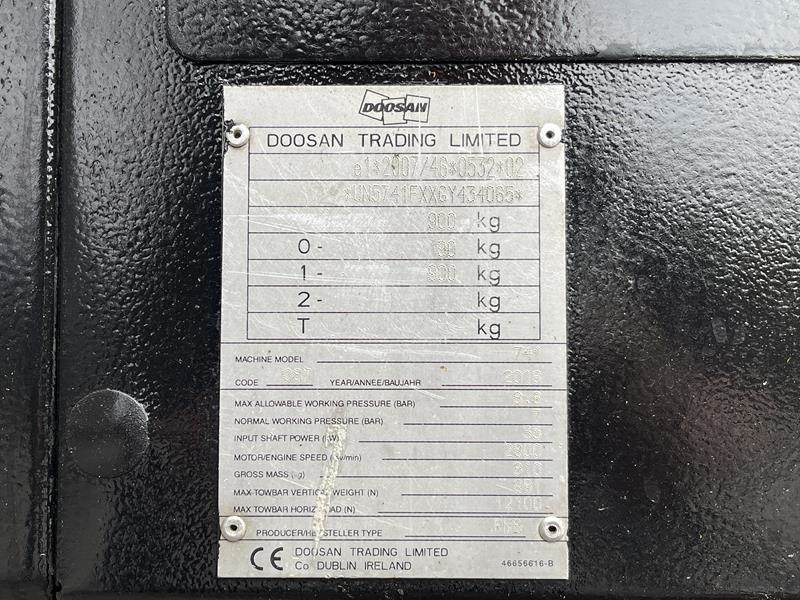 DOOSAN
DOOSAN TRADING LIMITED
e1*2007/46*0532*02
*UN5741FXXGY434065*
900 kg
0- 100 kg
1- 900 kg
2- kg
T kg
MACHINE MODEL
CODE YEAR/ANNEE/BAUJAHR
MAX ALLOWABLE WORKING PRESSURE (BAR)
NORMAL WORKING PRESSURE (BAR)
INPUT SHAFT POWER
MOTOR/ENGINE SPEED
GROSS MASS
MAX TOWBAR VERTICAL WEIGHT (N)
MAX TOWBAR (N)
PRODUCER/HERSTELLER TYPE
CE DOOSAN TRADING LIMITED
Co DUBLIN IRELAND 46656616-B